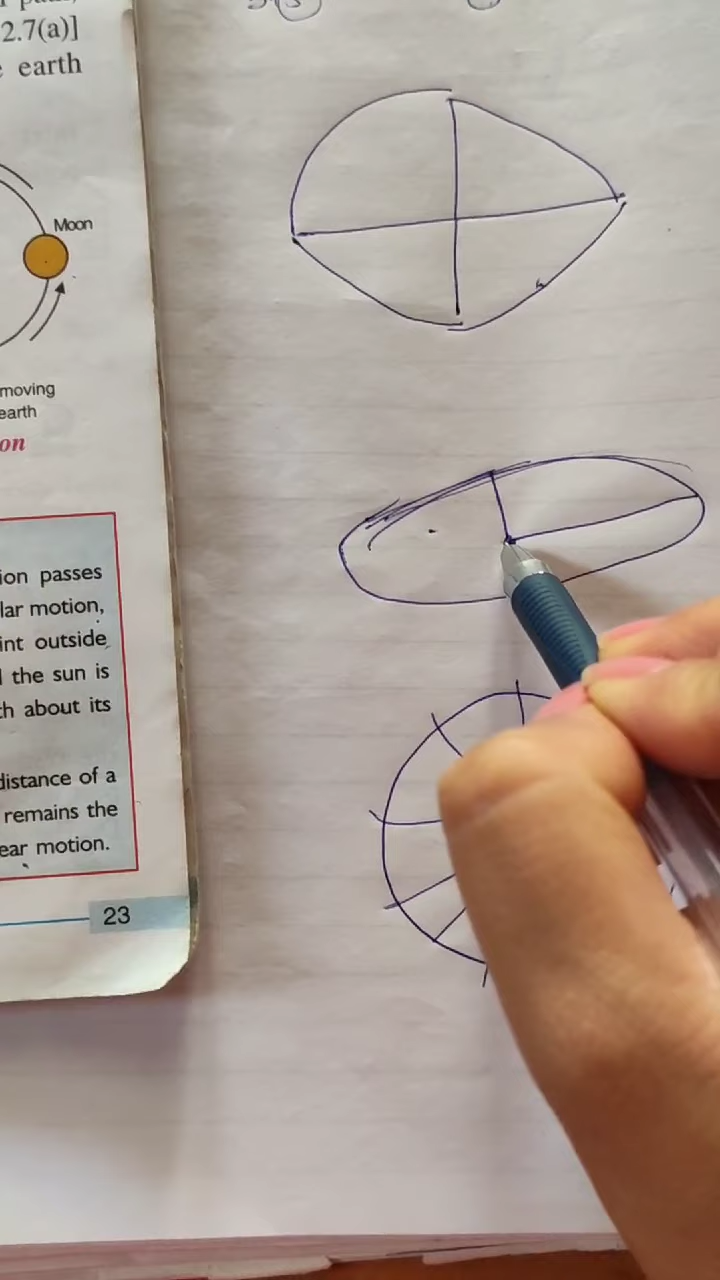 2.7(a)]
earth
Moon
moving
earth
on
ion passes
lar motion,
int outside
the sun is
th about its
distance of a
remains the
ear motion.
23